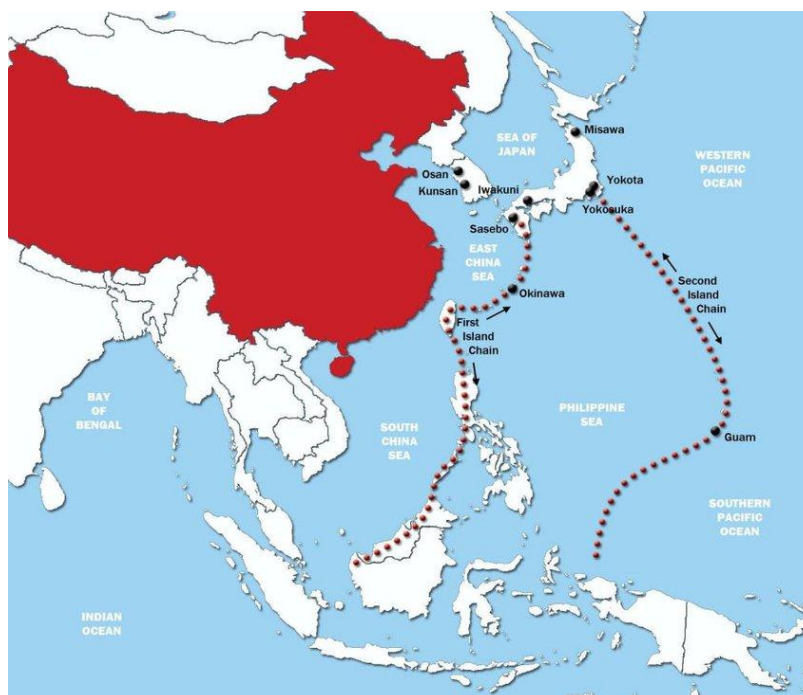 Misawa
SEA OF
JAPAN
WESTERN
PACIFIC
OCEAN
Osan
Kunsan
Iwakuni
Yokota
Yokosuka
Sasebo
EAST
CHINA
SEA
Okinawa
Second
Island
Chain
First
Island
Chain
BAY
OF
BENGAL
SOUTH
CHINA
SEA
PHILIPPINE
SEA
Guam
SOUTHERN
PACIFIC
OCEAN
INDIAN
OCEAN